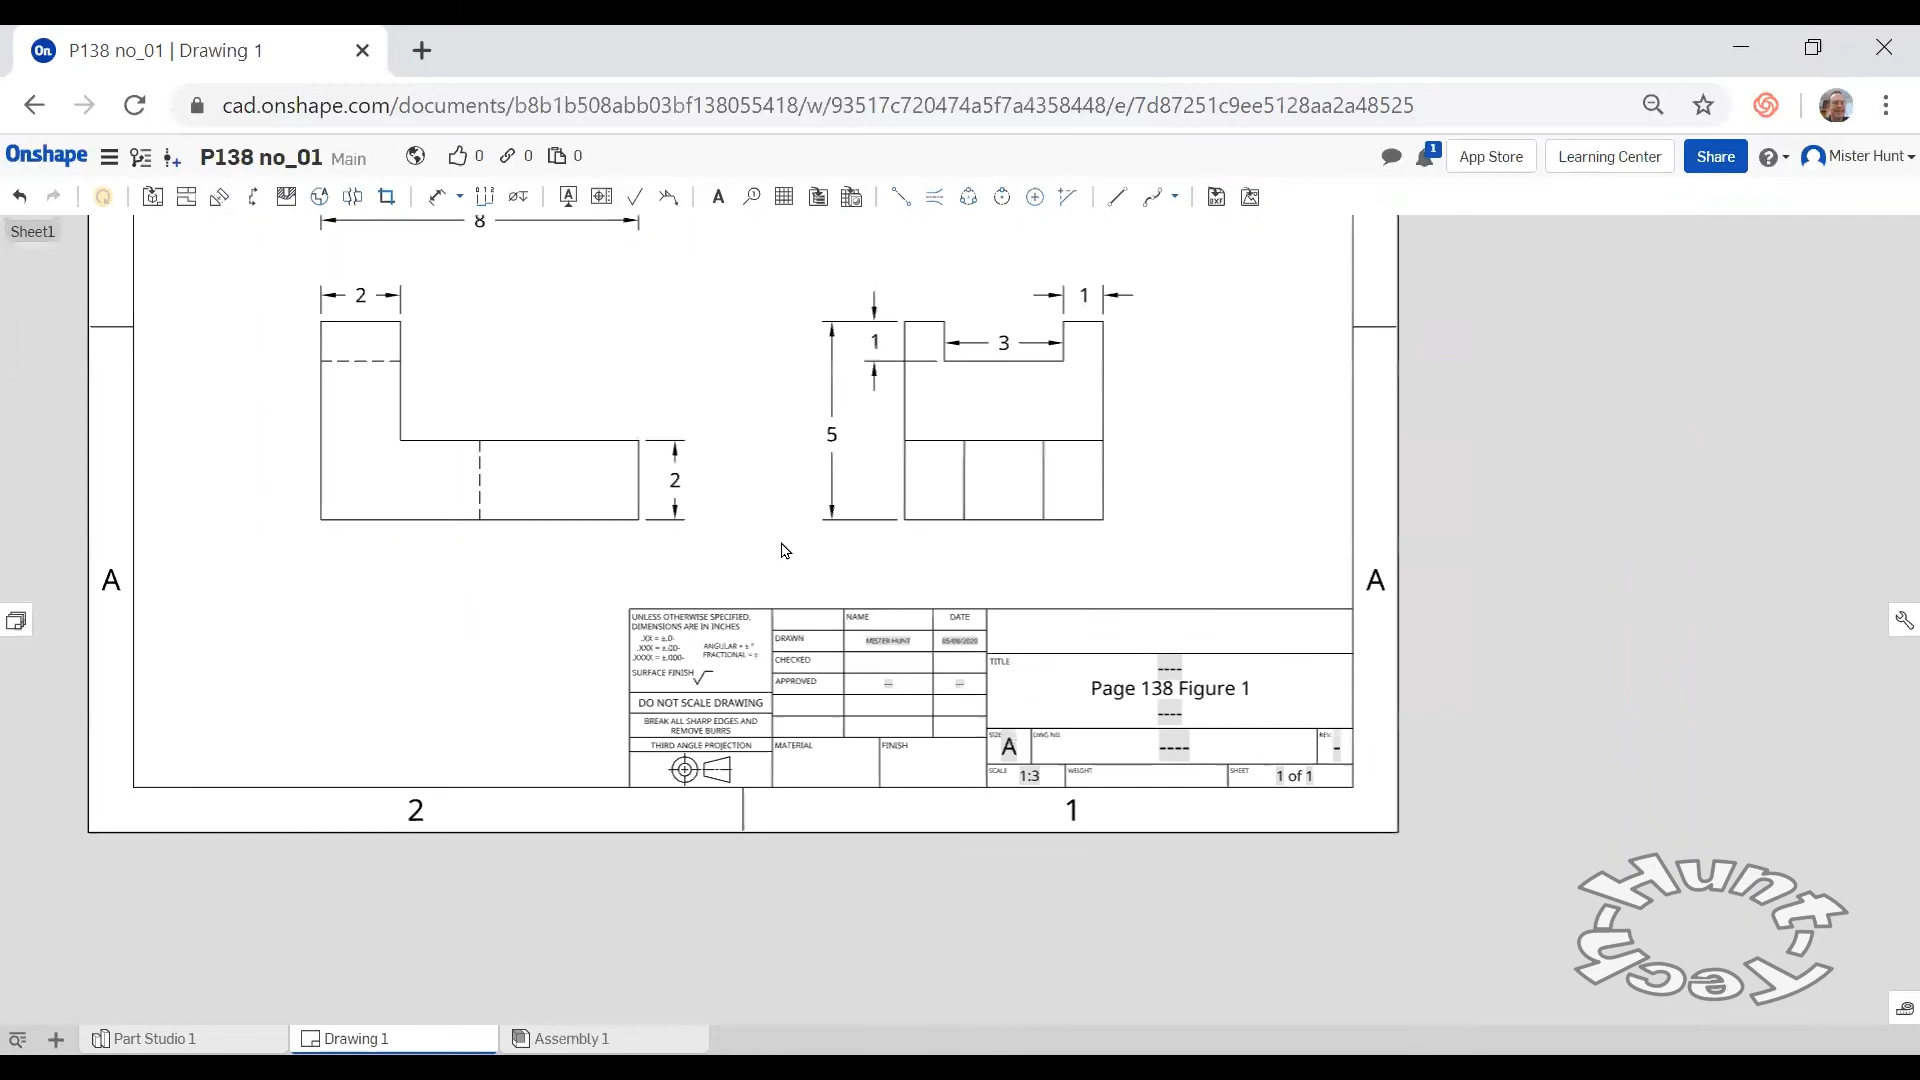 On P138 no_01 | Drawing 1
cad.onshape.com/documents/b8b1b508abb03bf138055418/w/93517c720474a5f7a4358448/e/7d87251c9ee5128aa2a48525
Onshape P138 no_01 Main 0 0 0 1 App Store Learning Center Share Mister Hunt
Sheet1
8
2 1
1 3
5
2
A A
UNLESS OTHERWISE SPECIFIED,
DIMENSIONS ARE IN INCHES
.XX = ±.0-
.XXX = ±.00-
.XXXX = ±.000-
ANGULAR = ± °
FRACTIONAL = ±
SURFACE FINISH
DO NOT SCALE DRAWING
BREAK ALL SHARP EDGES AND
REMOVE BURRS
THIRD ANGLE PROJECTION
NAME DATE
DRAWN MISTER HUNT 05/08/2020
CHECKED
APPROVED — —
MATERIAL FINISH
TITLE
----
Page 138 Figure 1
----
SIZE A DWG NO. ---- REV. -
SCALE 1:3 WEIGHT SHEET 1 of 1
2 1
Hunt Tech
Part Studio 1 Drawing 1 Assembly 1